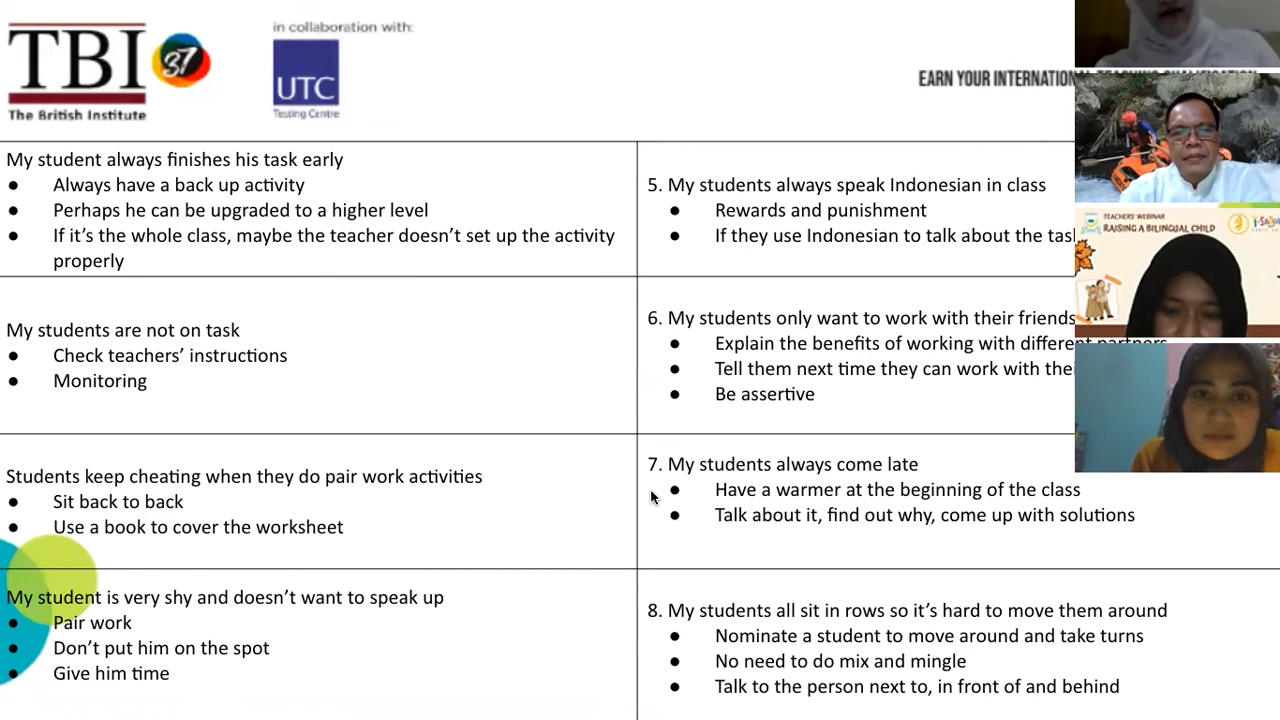 TBI
37
The British Institute
in collaboration with:
UTC
Testing Centre
EARN YOUR INTERNATIONAL TEACHING QUALIFICATION
My student always finishes his task early
● Always have a back up activity
● Perhaps he can be upgraded to a higher level
● If it's the whole class, maybe the teacher doesn't set up the activity
properly
My students are not on task
● Check teachers' instructions
● Monitoring
Students keep cheating when they do pair work activities
● Sit back to back
● Use a book to cover the worksheet
My student is very shy and doesn't want to speak up
● Pair work
● Don't put him on the spot
● Give him time
5. My students always speak Indonesian in class
● Rewards and punishment
● If they use Indonesian to talk about the
6. My students only want to work with their friends
● Explain the benefits of working with different partners
● Tell them next time they can work with
● Be assertive
7. My students always come late
● Have a warmer at the beginning of the class
● Talk about it, find out why, come up with solutions
8. My students all sit in rows so it's hard to move them around
● Nominate a student to move around and take turns
● No need to do mix and mingle
● Talk to the person next to, in front of and behind
TEACHERS' WEBINAR
RAISING A BILINGUAL CHILD